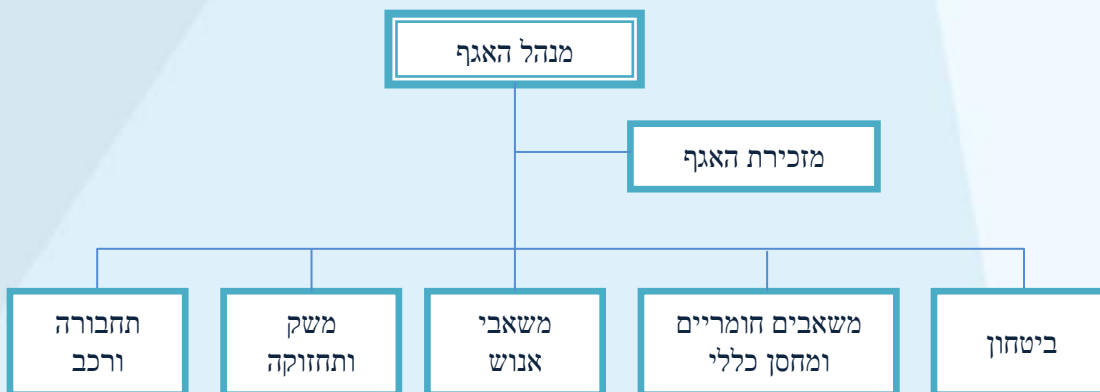 מנהל האגף
מזכירת האגף
ביטחון
משאבים חומריים
ומחסן כללי
משאבי
אנוש
משק
ותחזוקה
תחבורה
ורכב